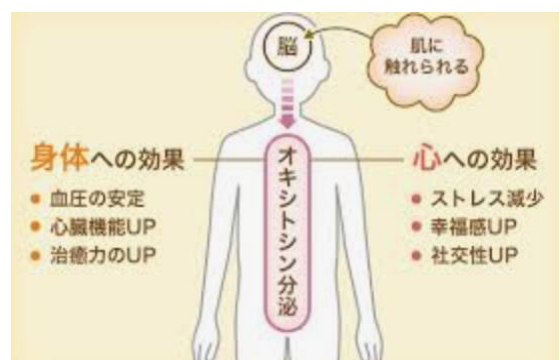 脳
肌に
触れられる
身体への効果
血圧の安定
心臓機能UP
治癒力のUP
オキシトシン分泌
心への効果
ストレス減少
幸福感UP
社交性UP